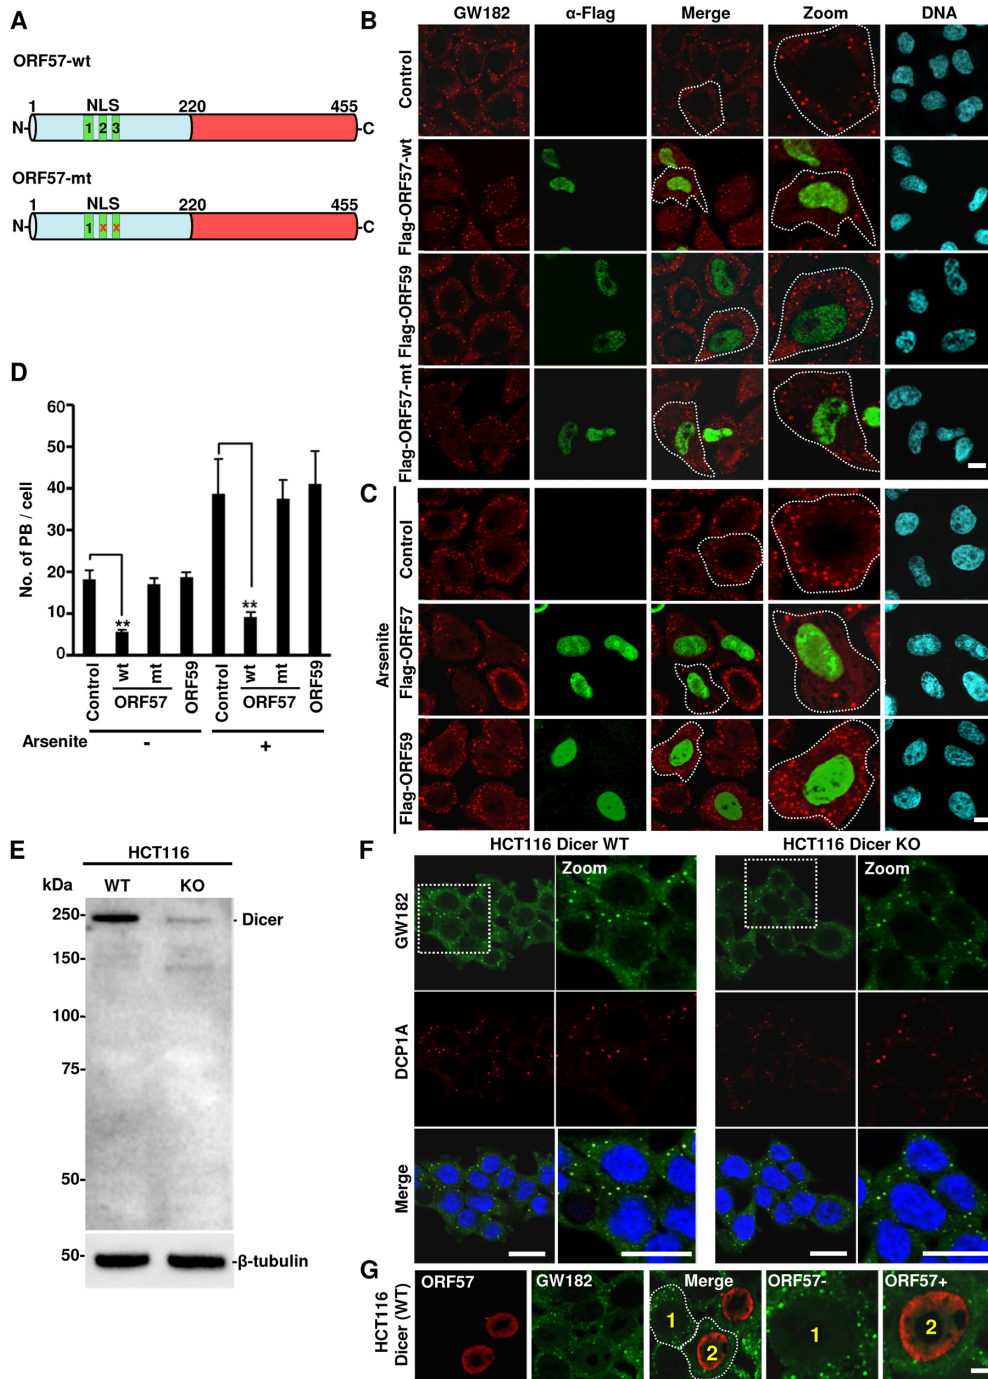 A
ORF57-wt
1 NLS 220 455
N- 1 2 3 -C
ORF57-mt
1 NLS 220 455
N- 1 x x -C
B
GW182 α-Flag Merge Zoom DNA
Control
Flag-ORF57-wt
Flag-ORF59
Flag-ORF57-mt
C
Arsenite
Control
Flag-ORF57
Flag-ORF59
D
No. of PB / cell
60
50
40
30
20
10
0
** **
Control wt mt ORF59 Control wt mt ORF59
ORF57 ORF57
Arsenite - +
E
HCT116
kDa WT KO
250- - Dicer
150-
100-
75-
50-
50- -β-tubulin
F
HCT116 Dicer WT HCT116 Dicer KO
Zoom Zoom
GW182
DCP1A
Merge
G
HCT116
Dicer (WT)
ORF57 GW182 Merge ORF57- ORF57+
1 2 1 2